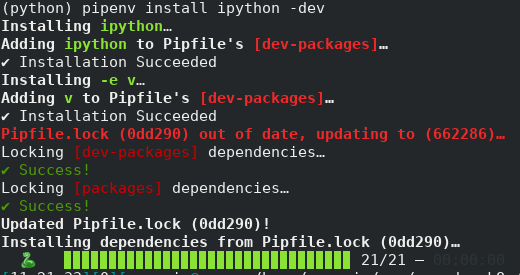 (python) pipenv install ipython -dev
Installing ipython…
Adding ipython to Pipfile's [dev-packages]…
✔ Installation Succeeded
Installing -e v…
Adding v to Pipfile's [dev-packages]…
✔ Installation Succeeded
Pipfile.lock (0dd290) out of date, updating to (662286)…
Locking [dev-packages] dependencies…
✔ Success!
Locking [packages] dependencies…
✔ Success!
Updated Pipfile.lock (0dd290)!
Installing dependencies from Pipfile.lock (0dd290)…
🐍 ▉▉▉▉▉▉▉▉▉▉▉▉▉▉▉▉▉▉▉▉▉▉▉▉▉▉▉▉▉▉▉▉ 21/21 — 00:00:00